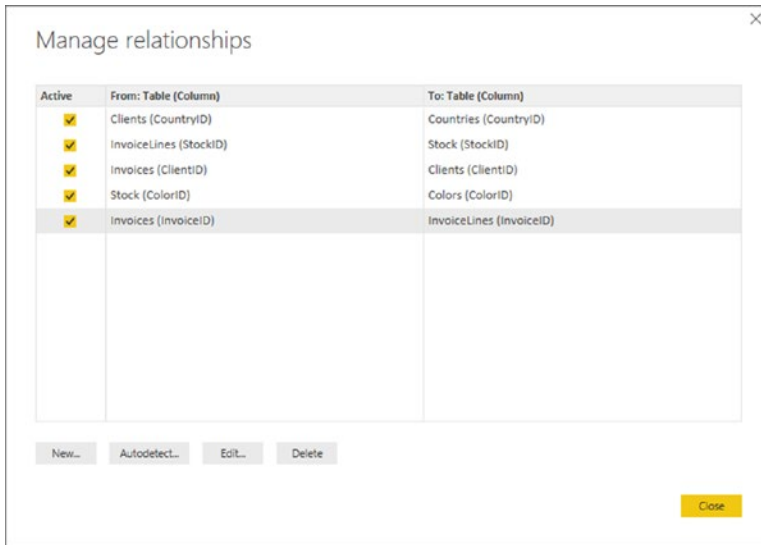 Manage relationships
Active From: Table (Column) To: Table (Column)
Clients (CountryID) Countries (CountryID)
InvoiceLines (StockID) Stock (StockID)
Invoices (ClientID) Clients (ClientID)
Stock (ColorID) Colors (ColorID)
Invoices (InvoiceID) InvoiceLines (InvoiceID)
New... Autodetect... Edit... Delete
Close